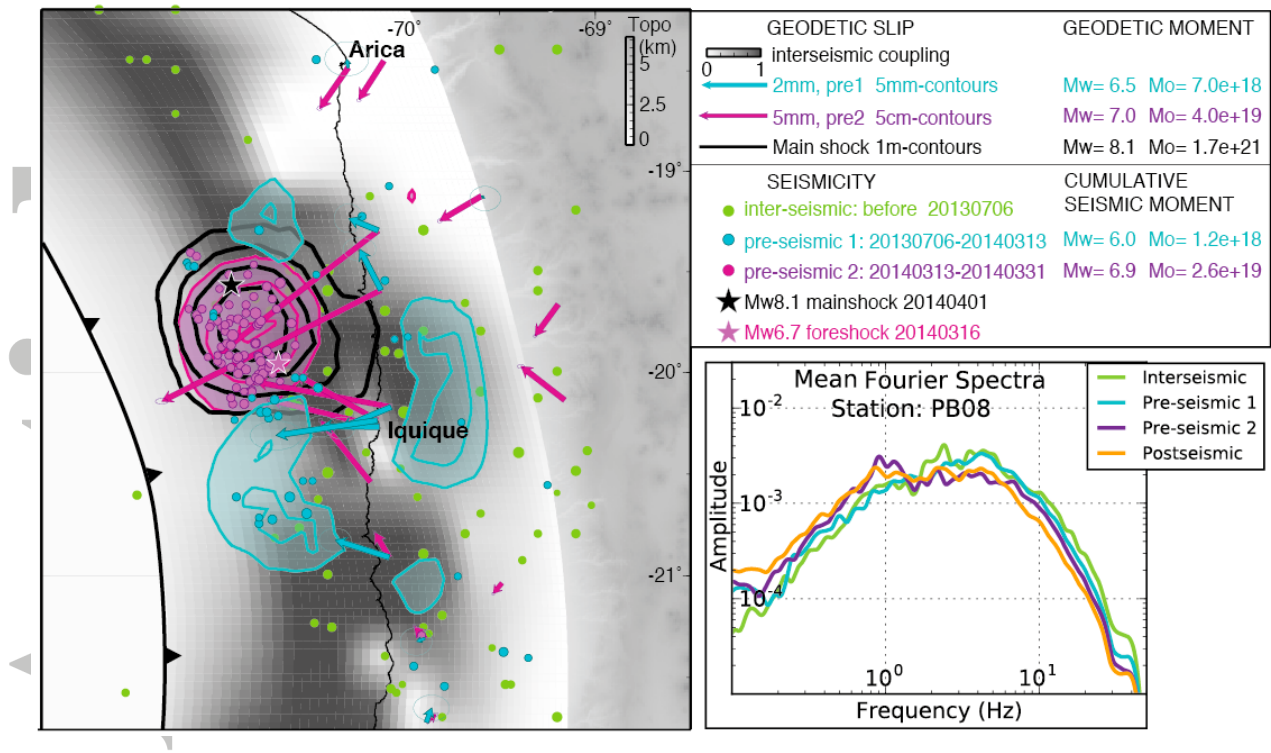 -70°
-69°
Arica
Topo
(km)
5
2.5
0
-19°
-20°
Iquique
-21°
GEODETIC SLIP
GEODETIC MOMENT
interseismic coupling
0 1
2mm, pre1 5mm-contours
Mw= 6.5 Mo= 7.0e+18
5mm, pre2 5cm-contours
Mw= 7.0 Mo= 4.0e+19
Main shock 1m-contours
Mw= 8.1 Mo= 1.7e+21
SEISMICITY
CUMULATIVE
SEISMIC MOMENT
inter-seismic: before 20130706
pre-seismic 1: 20130706-20140313
Mw= 6.0 Mo= 1.2e+18
pre-seismic 2: 20140313-20140331
Mw= 6.9 Mo= 2.6e+19
Mw8.1 mainshock 20140401
Mw6.7 foreshock 20140316
Mean Fourier Spectra
Station: PB08
Interseismic
Pre-seismic 1
Pre-seismic 2
Postseismic
Amplitude
10⁻²
10⁻³
10⁻⁴
10⁰
10¹
Frequency (Hz)